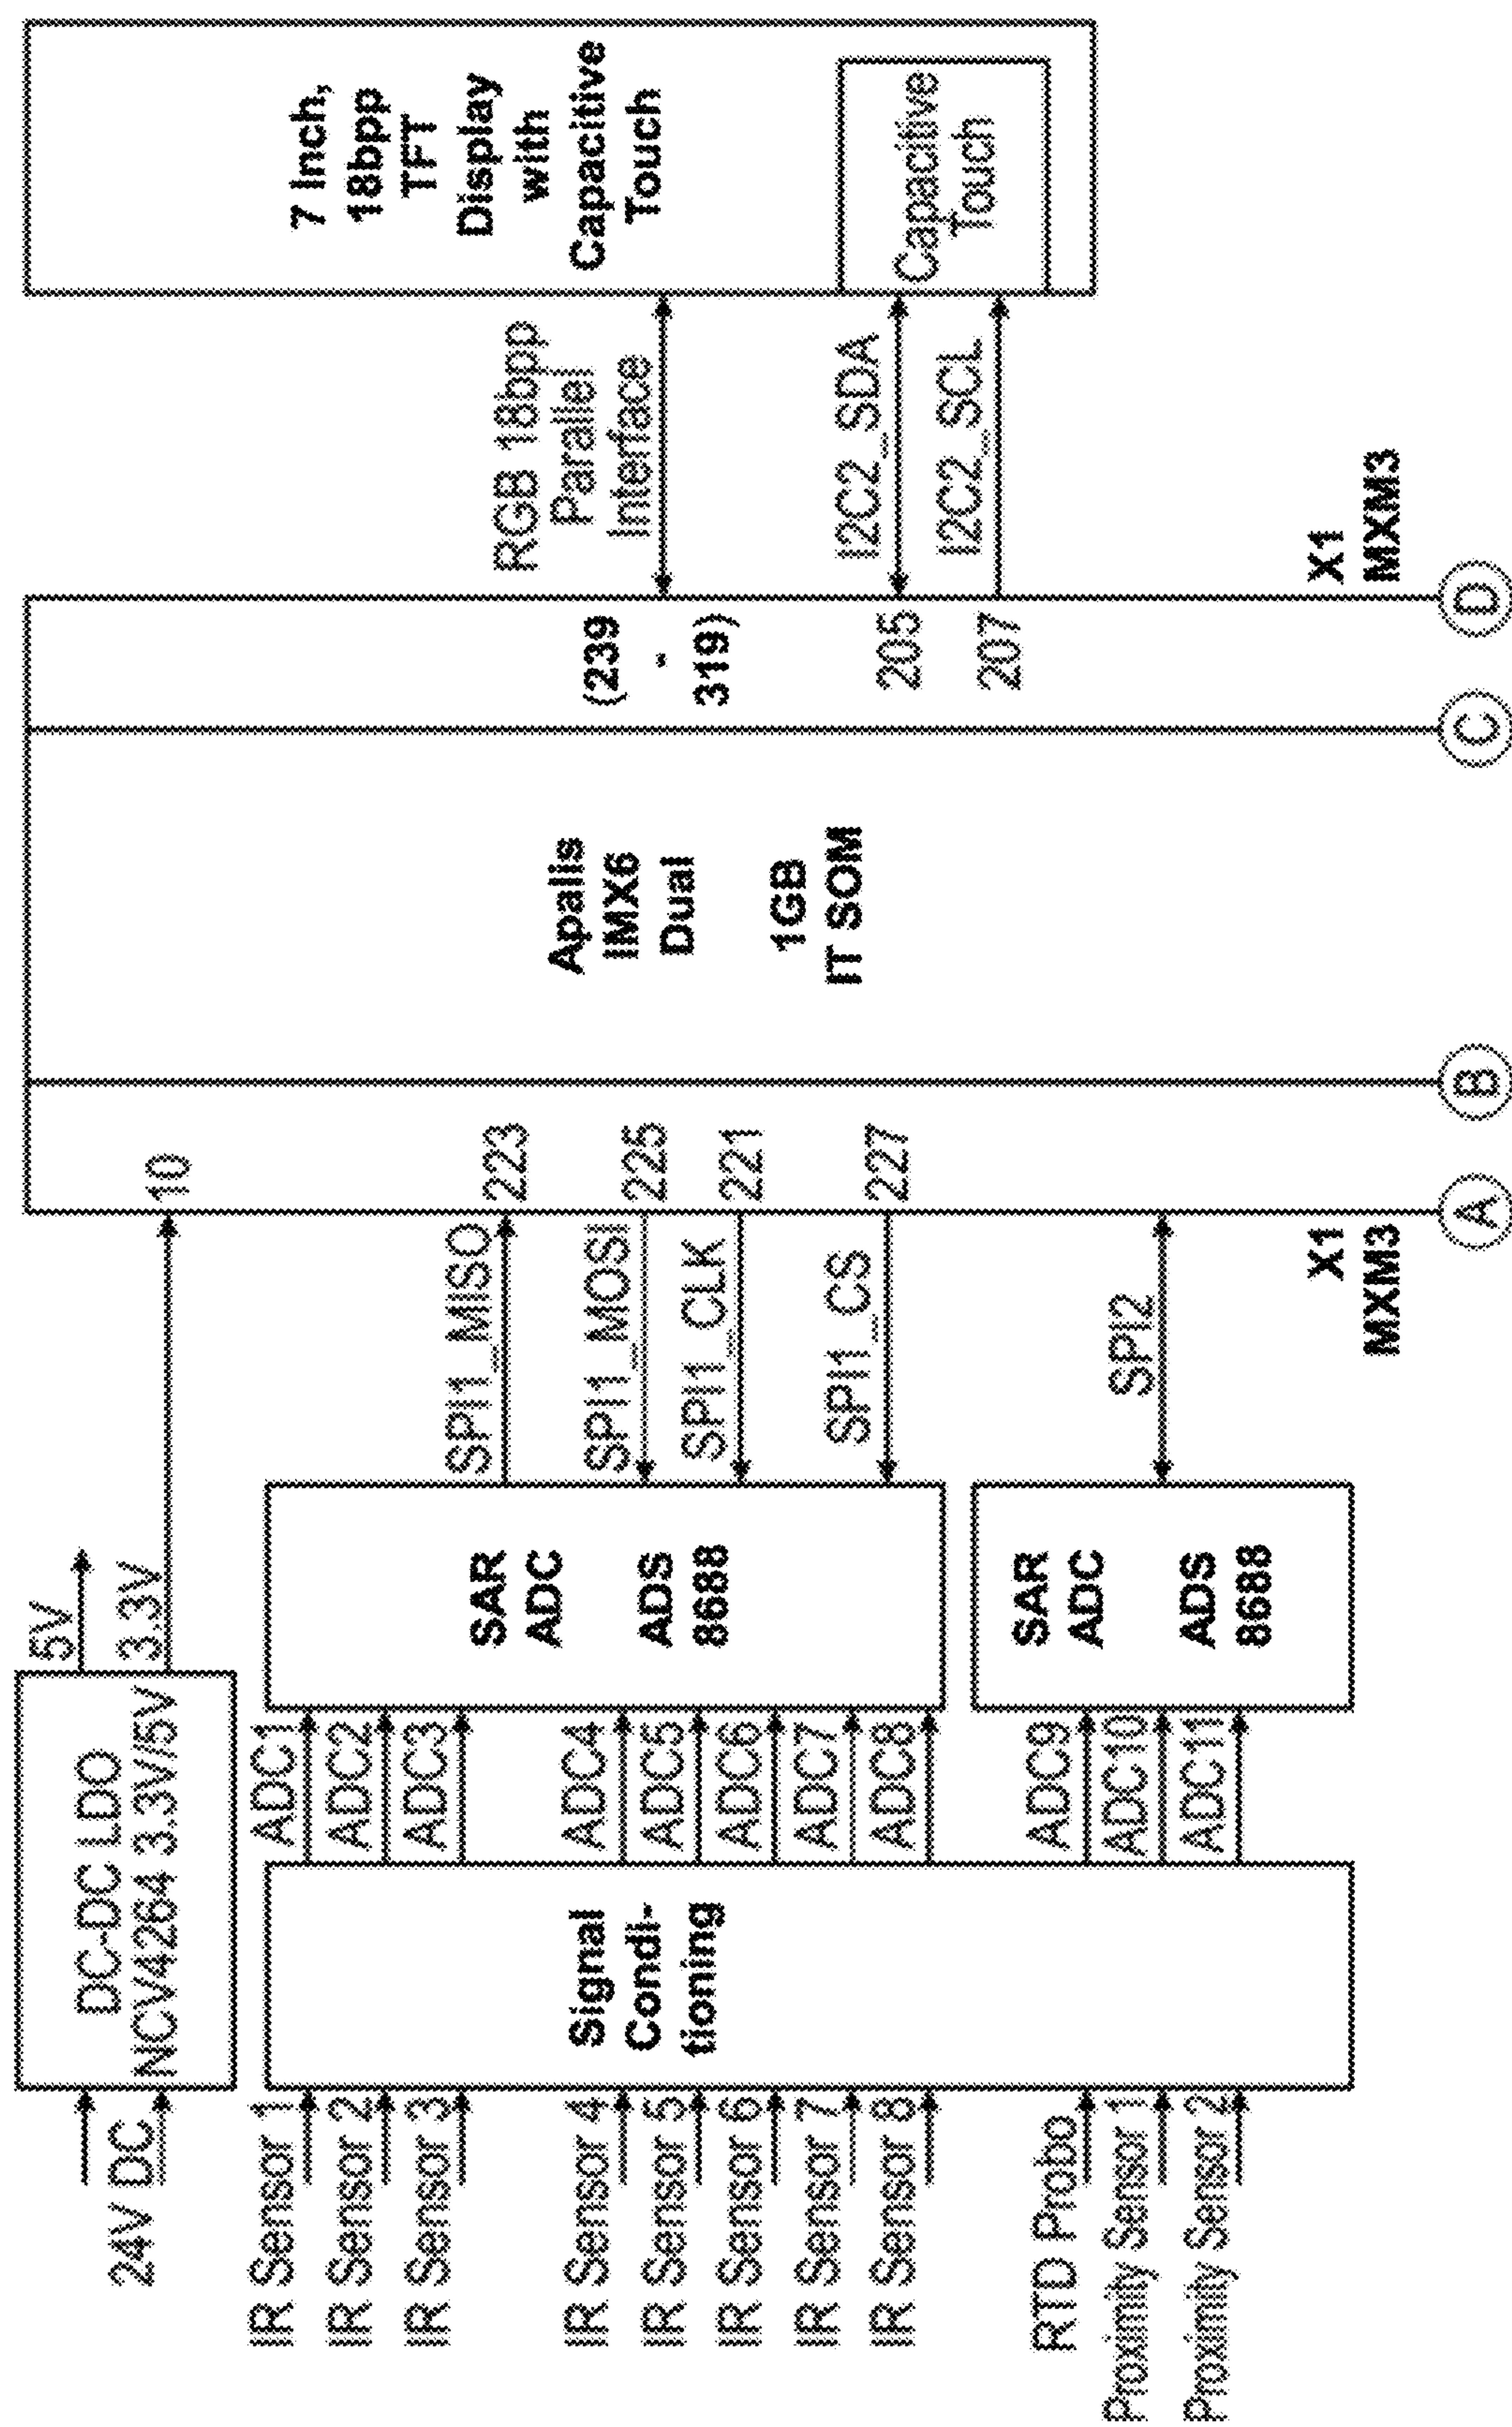 24V DC
DC-DC LDO
NCV4264 3.3V/5V
5V
3.3V
10
IR Sensor 1
IR Sensor 2
IR Sensor 3
IR Sensor 4
IR Sensor 5
IR Sensor 6
IR Sensor 7
IR Sensor 8
RTD Probo
Proximity Sensor 1
Proximity Sensor 2
Signal
Condi-
tioning
ADC1
ADC2
ADC3
ADC4
ADC5
ADC6
ADC7
ADC8
ADC9
ADC10
ADC11
SAR
ADC
ADS
8688
SAR
ADC
ADS
8688
SPI1_MISO
SPI1_MOSI
SPI1_CLK
SPI1_CS
SPI2
223
225
221
227
X1
MXM3
Apalis
IMX6
Dual
1GB
IT SOM
(239
-
319)
205
207
RGB 18bpp
Parallel
Interface
I2C2_SDA
I2C2_SCL
X1
MXM3
7 Inch,
18bpp
TFT
Display
with
Capacitive
Touch
Capacitive
Touch
A
B
C
D